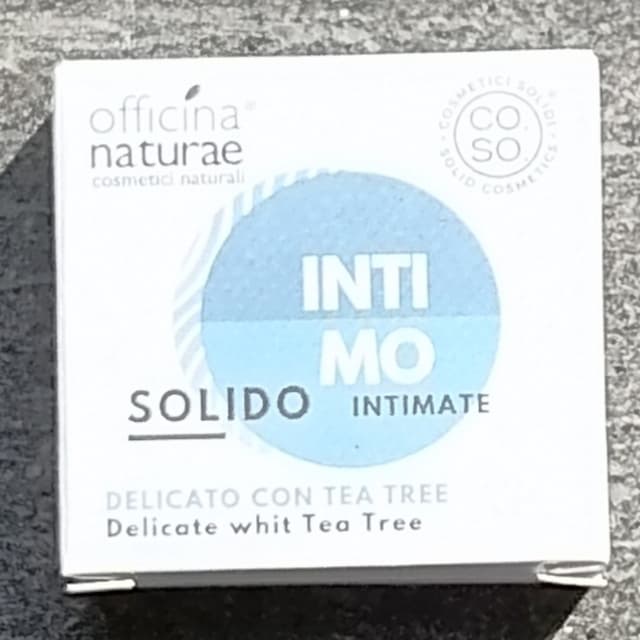 officina
naturae
cosmetici naturali
COSMETICI SOLIDI
CO.
SO.
SOLID COSMETICS
INTI
MO
SOLIDO INTIMATE
DELICATO CON TEA TREE
Delicate whit Tea Tree